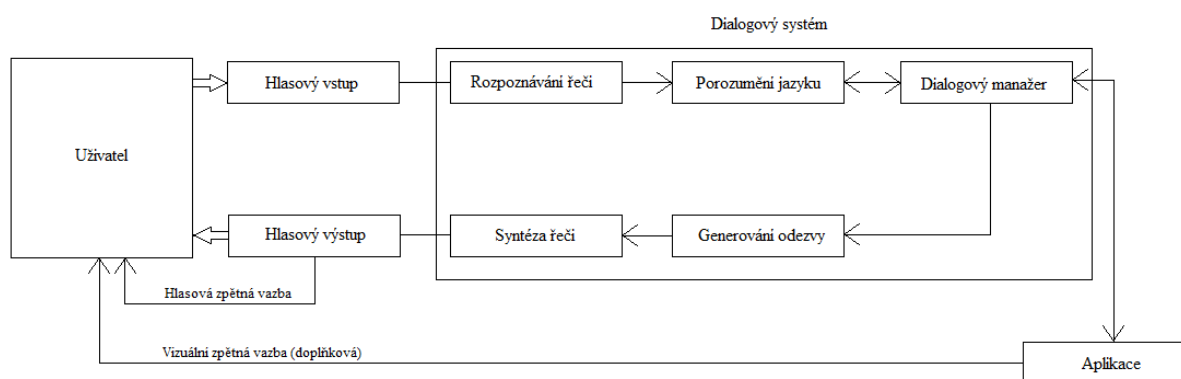 Dialogový systém
Uživatel
Hlasový vstup
Rozpoznávání řeči
Porozumění jazyku
Dialogový manažer
Hlasový výstup
Syntéza řeči
Generování odezvy
Hlasová zpětná vazba
Vizuální zpětná vazba (doplňková)
Aplikace